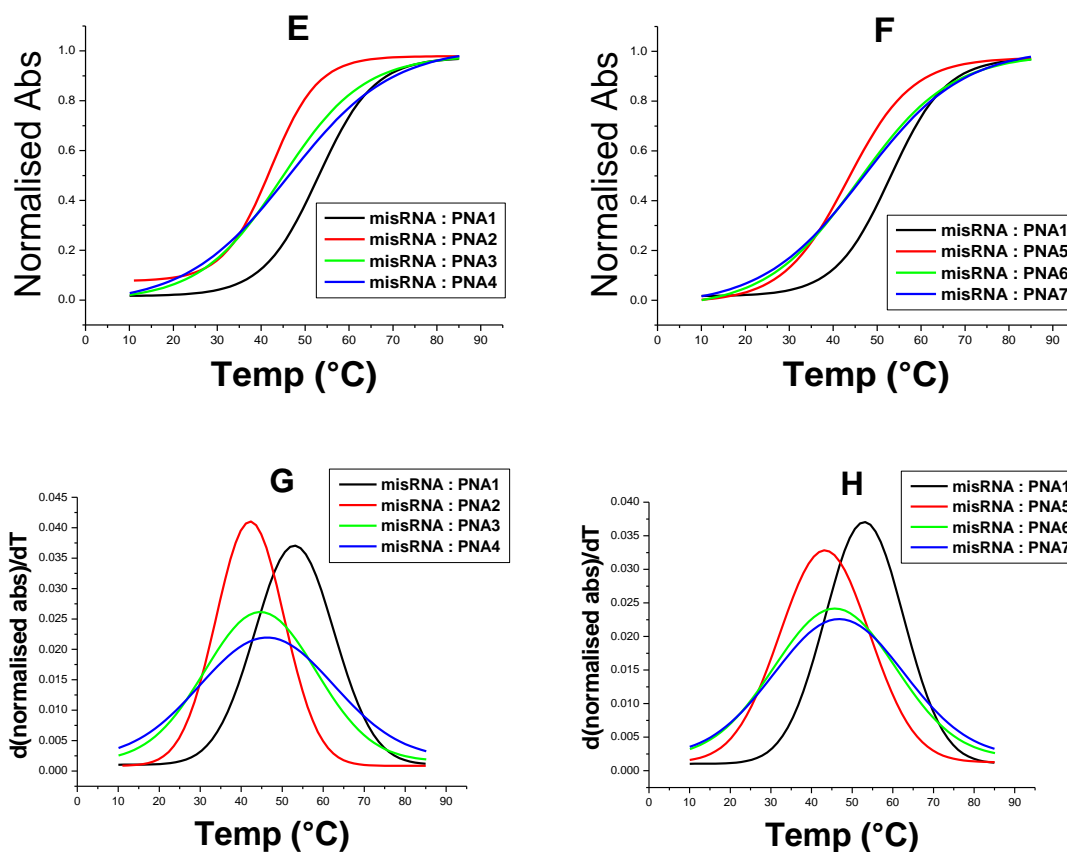 E
Normalised Abs
1.0
0.8
0.6
0.4
0.2
0.0
misRNA : PNA1
misRNA : PNA2
misRNA : PNA3
misRNA : PNA4
0 10 20 30 40 50 60 70 80 90
Temp (°C)
F
Normalised Abs
1.0
0.8
0.6
0.4
0.2
0.0
misRNA : PNA1
misRNA : PNA5
misRNA : PNA6
misRNA : PNA7
0 10 20 30 40 50 60 70 80 90
Temp (°C)
G
misRNA : PNA1
misRNA : PNA2
misRNA : PNA3
misRNA : PNA4
d(normalised abs)/dT
0.045
0.040
0.035
0.030
0.025
0.020
0.015
0.010
0.005
0.000
0 10 20 30 40 50 60 70 80 90
Temp (°C)
H
misRNA : PNA1
misRNA : PNA5
misRNA : PNA6
misRNA : PNA7
d(normalised abs)/dT
0.040
0.035
0.030
0.025
0.020
0.015
0.010
0.005
0.000
0 10 20 30 40 50 60 70 80 90
Temp (°C)